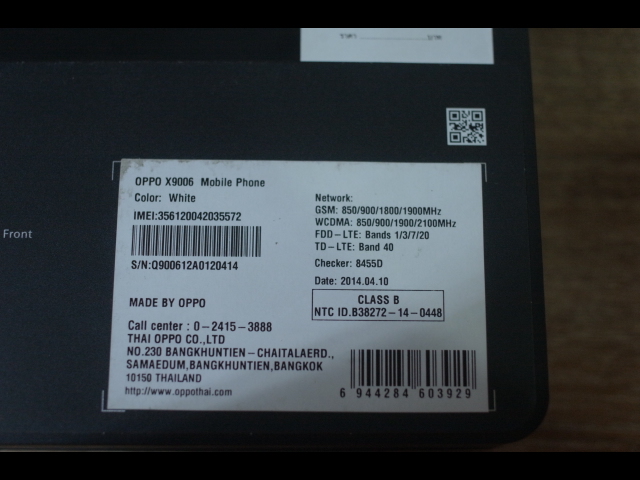 Front
OPPO X9006 Mobile Phone
Color: White
IMEI:356120042035572
S/N:Q900612A0120414
MADE BY OPPO
Call center : 0-2415-3888
THAI OPPO CO.,LTD
NO.230 BANGKHUNTIEN-CHAITALAERD.,
SAMAEDUM,BANGKHUNTIEN,BANGKOK
10150 THAILAND
http://www.oppothai.com
Network:
GSM: 850/900/1800/1900MHz
WCDMA: 850/900/1900/2100MHz
FDD-LTE: Bands 1/3/7/20
TD-LTE: Band 40
Checker: 8455D
Date: 2014.04.10
CLASS B
NTC ID.B38272-14-0448
6 944284 603929